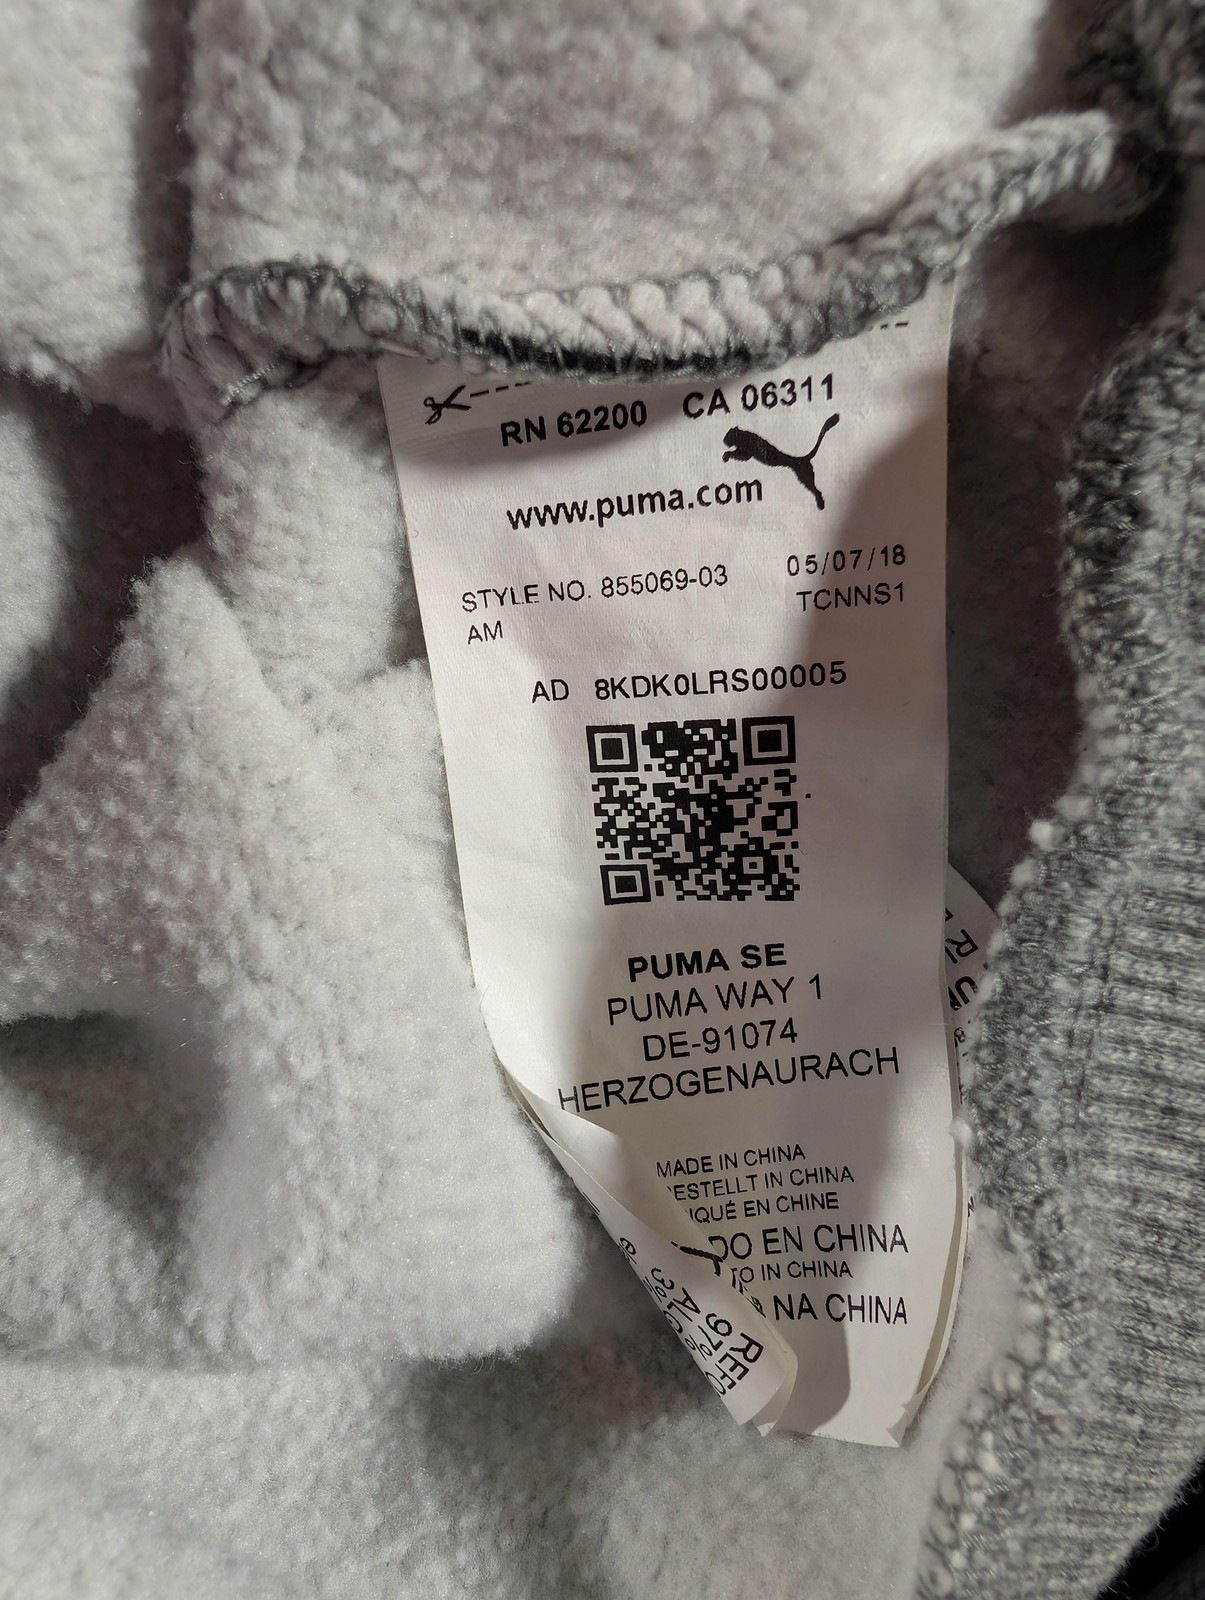 RN 62200 CA 06311
www.puma.com
STYLE NO. 855069-03 05/07/18
AM TCNNS1
AD 8KDK0LRS00005
PUMA SE
PUMA WAY 1
DE-91074
HERZOGENAURACH
MADE IN CHINA
IN CHINA
EN CHINE
EN CHINA
IN CHINA
NA CHINA
97%